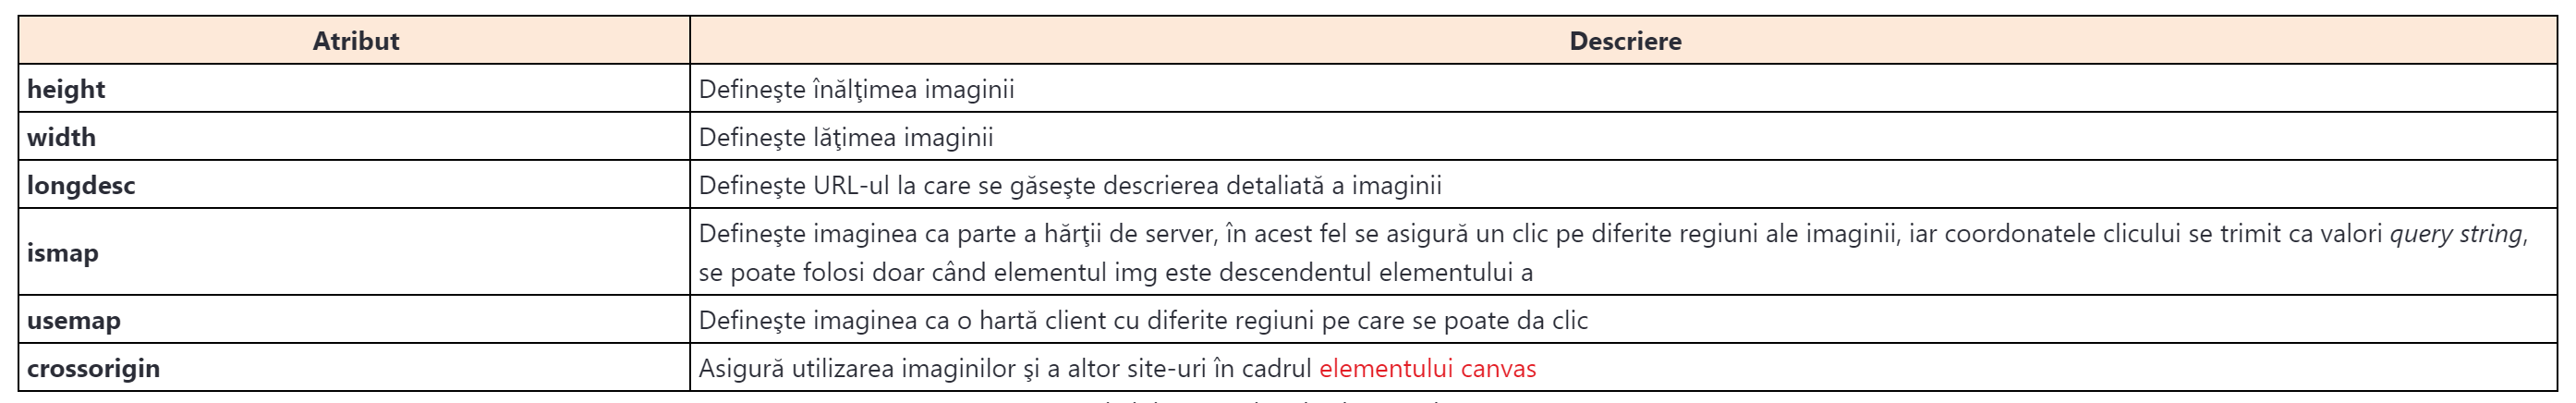 Atribut Descriere
height Defineşte înălţimea imaginii
width Defineşte lăţimea imaginii
longdesc Defineşte URL-ul la care se găseşte descrierea detaliată a imaginii
ismap Defineşte imaginea ca parte a hărţii de server, în acest fel se asigură un clic pe diferite regiuni ale imaginii, iar coordonatele clicului se trimit ca valori query string,
se poate folosi doar când elementul img este descendentul elementului a
usemap Defineşte imaginea ca o hartă client cu diferite regiuni pe care se poate da clic
crossorigin Asigură utilizarea imaginilor şi a altor site-uri în cadrul elementului canvas